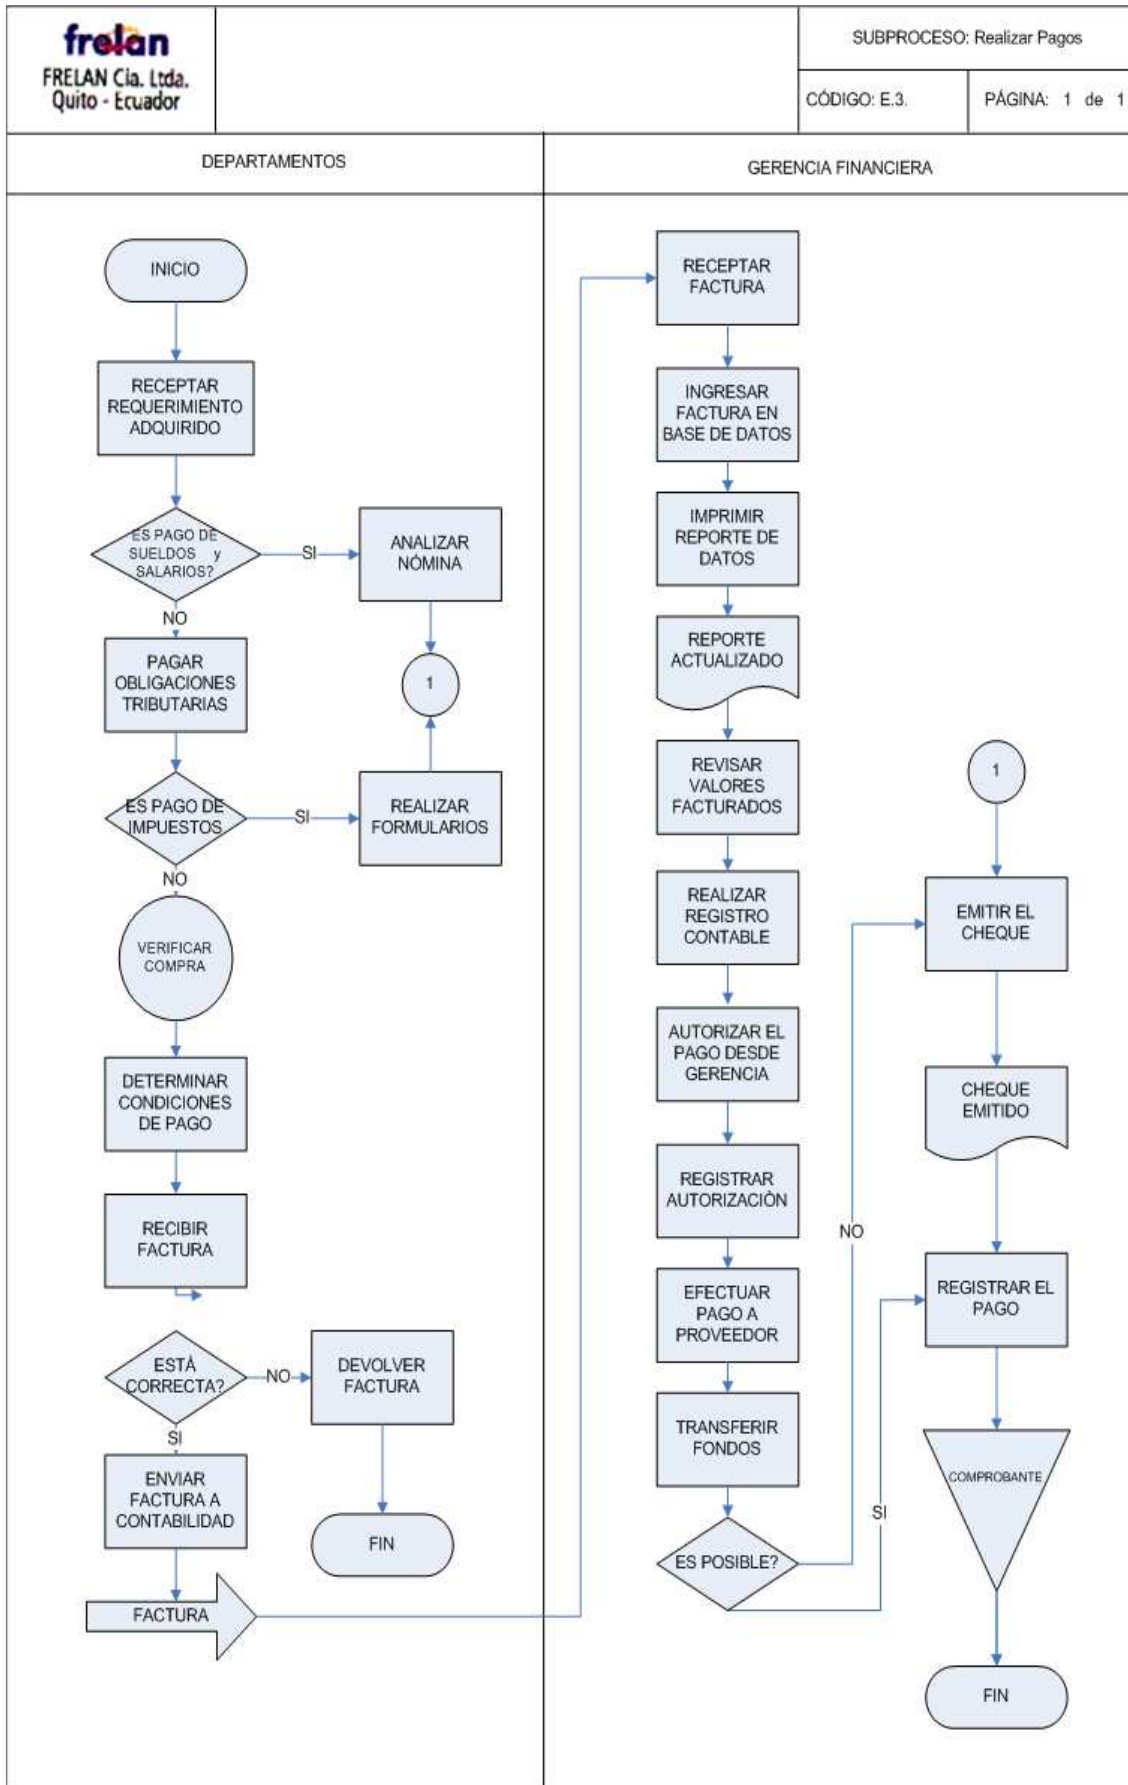 frelan
FRELAN Cia. Ltda.
Quito - Ecuador
SUBPROCESO: Realizar Pagos
CÓDIGO: E.3.
PÁGINA: 1 de 1
DEPARTAMENTOS
GERENCIA FINANCIERA
INICIO
RECEPTAR
REQUERIMIENTO
ADQUIRIDO
ES PAGO DE
SUELDOS y
SALARIOS?
SI
ANALIZAR
NÓMINA
NO
PAGAR
OBLIGACIONES
TRIBUTARIAS
1
ES PAGO DE
IMPUESTOS
SI
REALIZAR
FORMULARIOS
NO
VERIFICAR
COMPRA
DETERMINAR
CONDICIONES
DE PAGO
RECIBIR
FACTURA
ESTÁ
CORRECTA?
NO
DEVOLVER
FACTURA
SI
ENVIAR
FACTURA A
CONTABILIDAD
FIN
FACTURA
RECEPTAR
FACTURA
INGRESAR
FACTURA EN
BASE DE DATOS
IMPRIMIR
REPORTE DE
DATOS
REPORTE
ACTUALIZADO
REVISAR
VALORES
FACTURADOS
REALIZAR
REGISTRO
CONTABLE
AUTORIZAR EL
PAGO DESDE
GERENCIA
REGISTRAR
AUTORIZACIÓN
EFECTUAR
PAGO A
PROVEEDOR
TRANSFERIR
FONDOS
ES POSIBLE?
NO
SI
1
EMITIR EL
CHEQUE
CHEQUE
EMITIDO
REGISTRAR EL
PAGO
COMPROBANTE
FIN